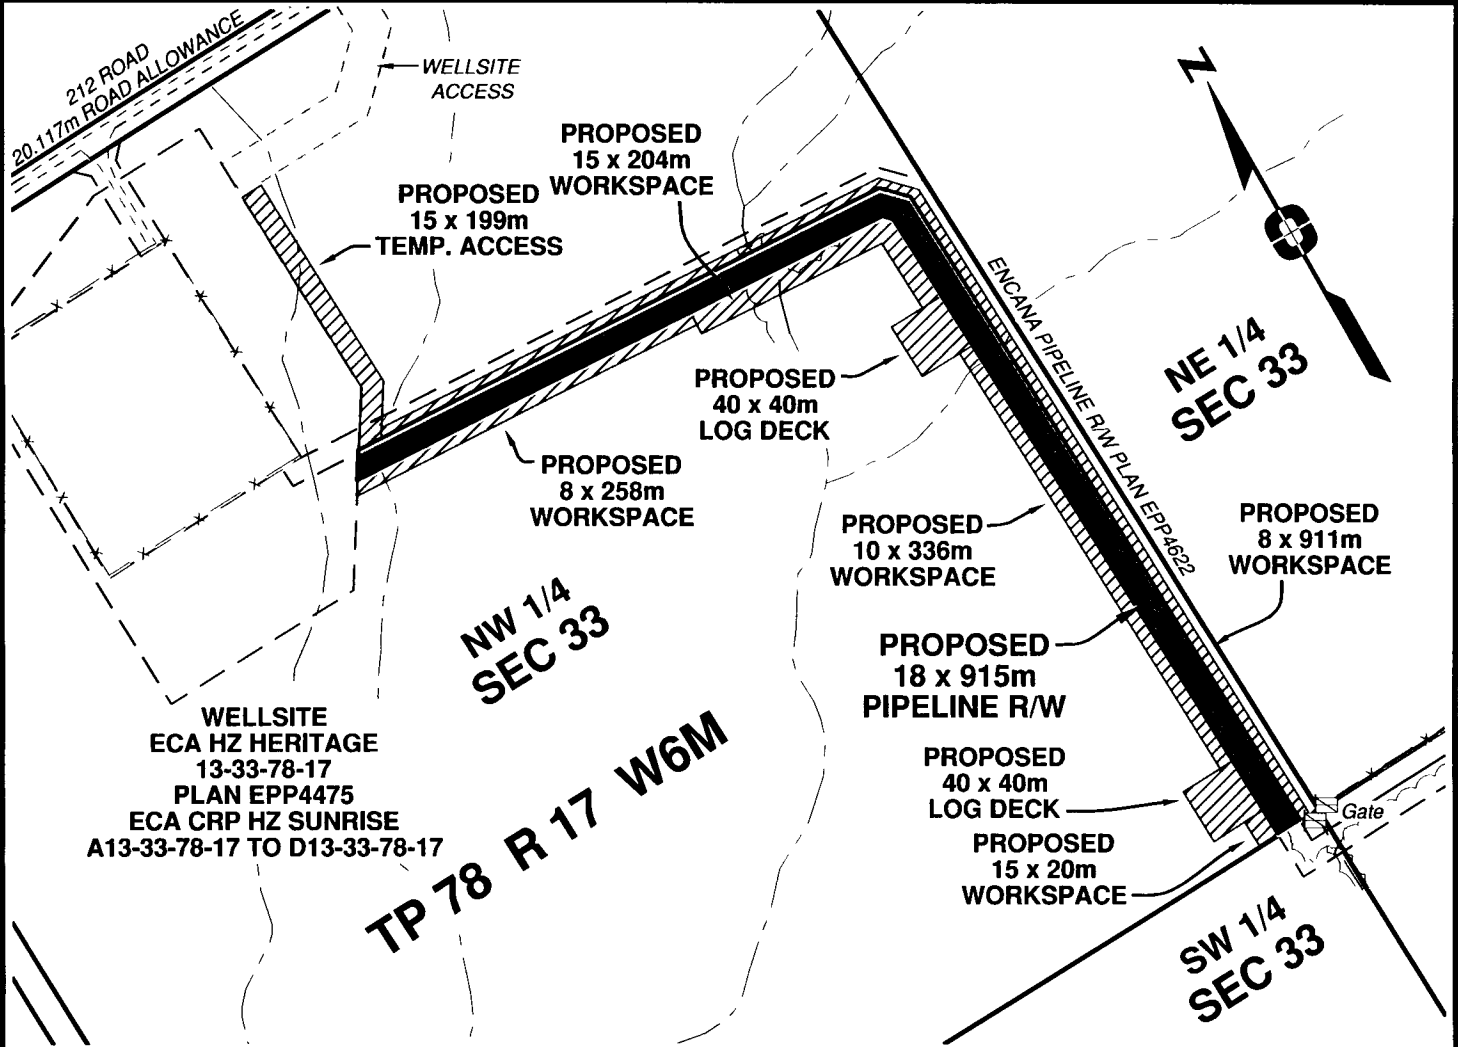 212 ROAD
20.117m ROAD ALLOWANCE
WELLSITE
ACCESS
N
PROPOSED
15 x 204m
WORKSPACE
PROPOSED
15 x 199m
TEMP. ACCESS
ENCANA PIPELINE R/W PLAN EPP4622
NE 1/4
SEC 33
PROPOSED
40 x 40m
LOG DECK
PROPOSED
8 x 258m
WORKSPACE
PROPOSED
10 x 336m
WORKSPACE
PROPOSED
8 x 911m
WORKSPACE
NW 1/4
SEC 33
PROPOSED
18 x 915m
PIPELINE R/W
WELLSITE
ECA HZ HERITAGE
13-33-78-17
PLAN EPP4475
ECA CRP HZ SUNRISE
A13-33-78-17 TO D13-33-78-17
TP 78 R 17 W6M
PROPOSED
40 x 40m
LOG DECK
Gate
PROPOSED
15 x 20m
WORKSPACE
SW 1/4
SEC 33